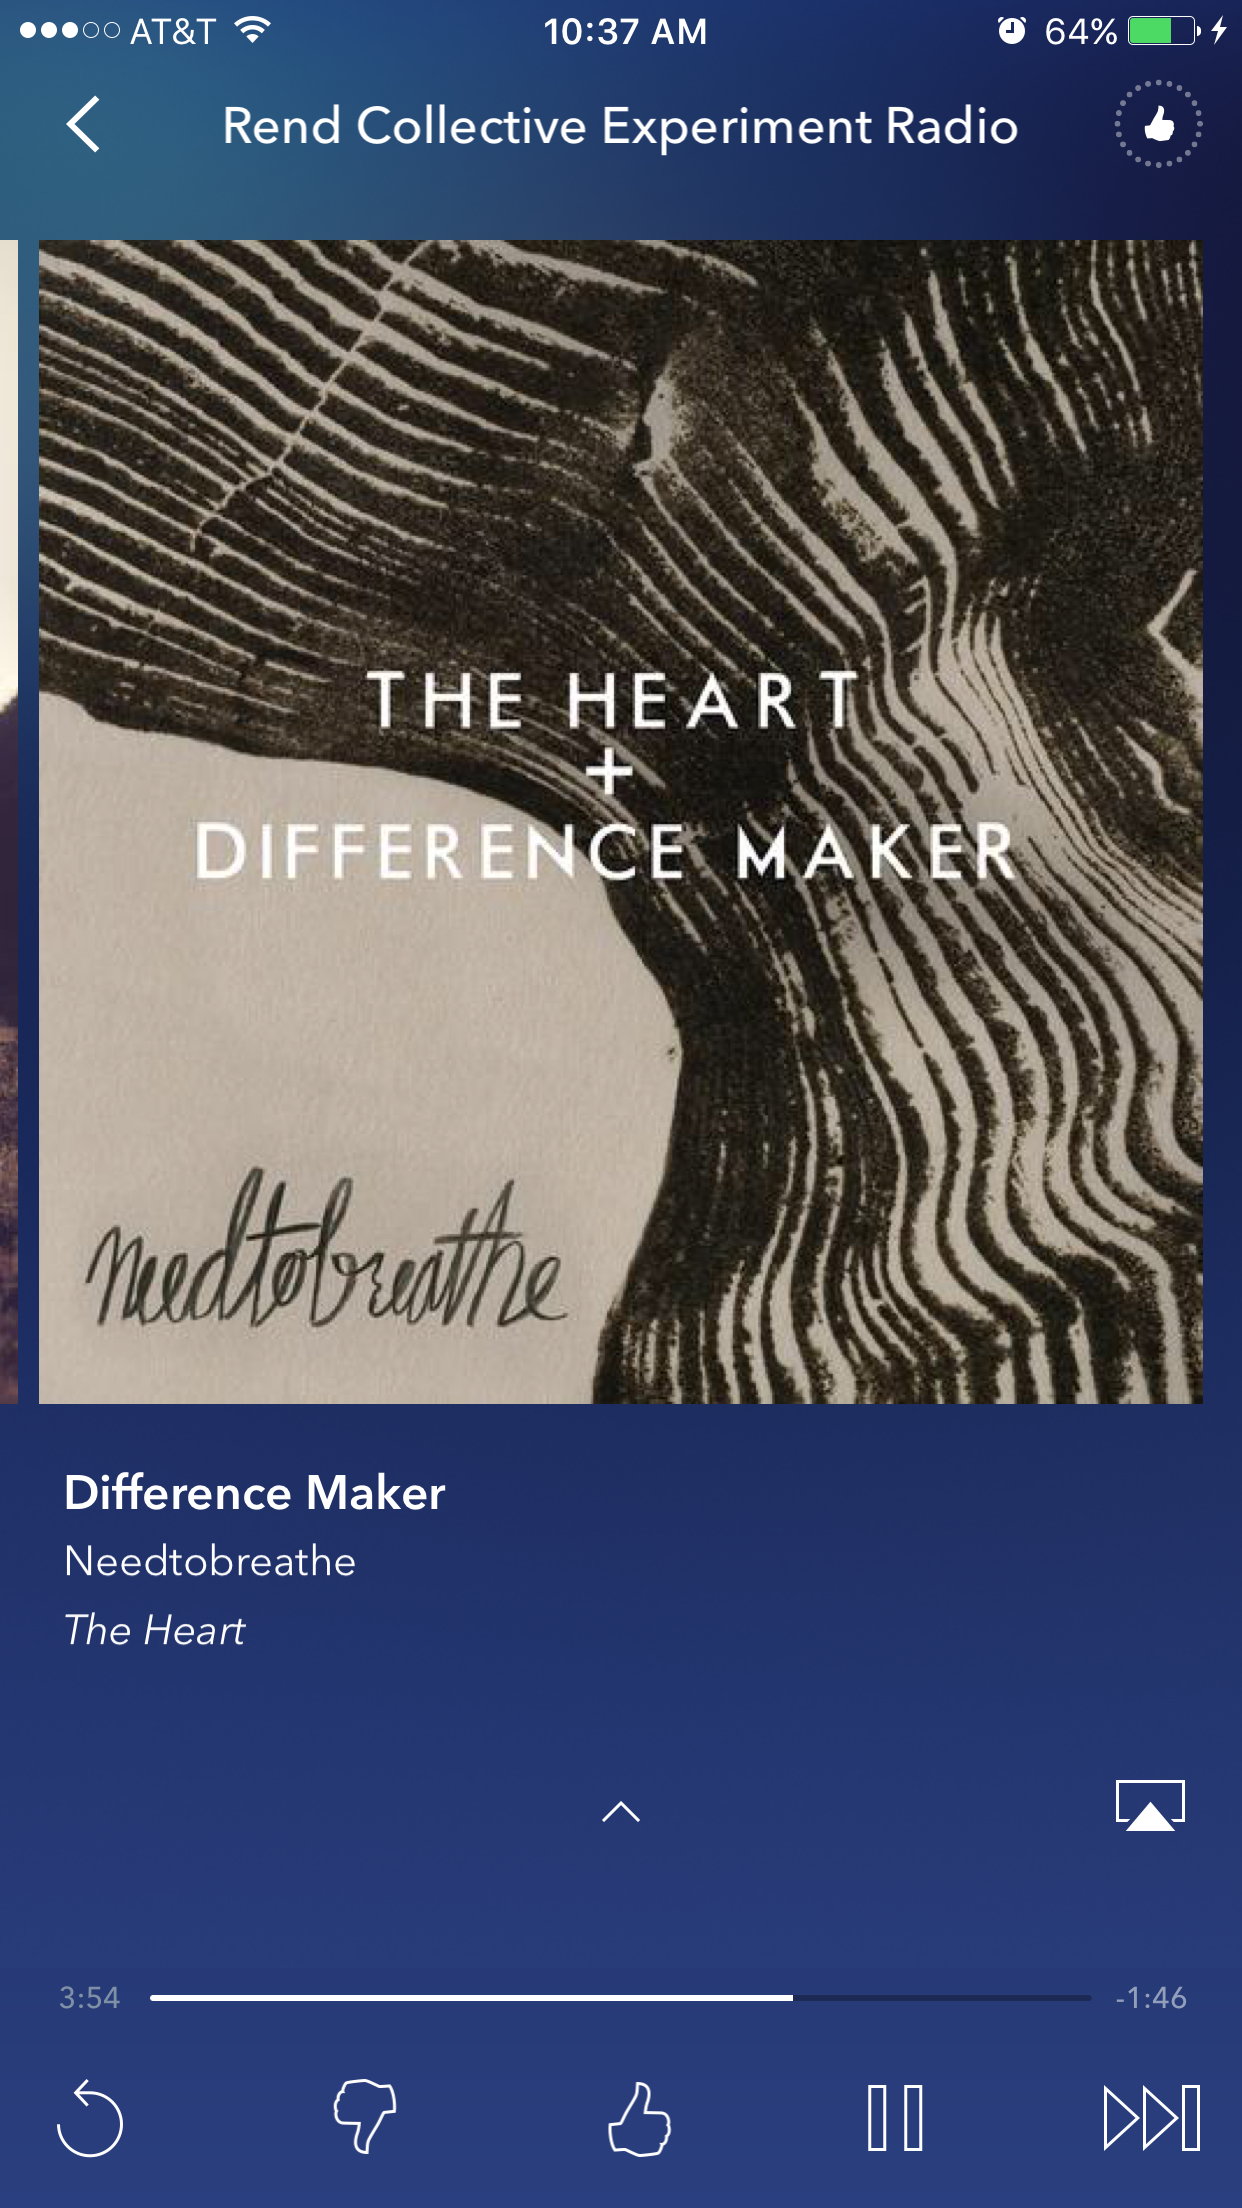 AT&T 10:37 AM 64%
Rend Collective Experiment Radio
THE HEART
+
DIFFERENCE MAKER
needtobreathe
Difference Maker
Needtobreathe
The Heart
3:54 -1:46